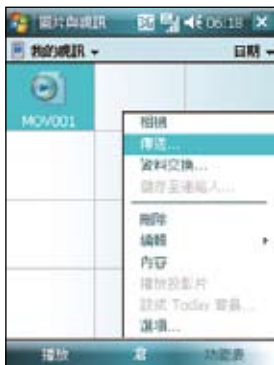 圖片與視訊 3G 06:18
我的視訊 日期
MOV001
相機
傳送...
資料交換...
儲存至連絡人...
刪除
編輯
內容
播放投影片
設成 Today 背景...
選項...
播放 功能表